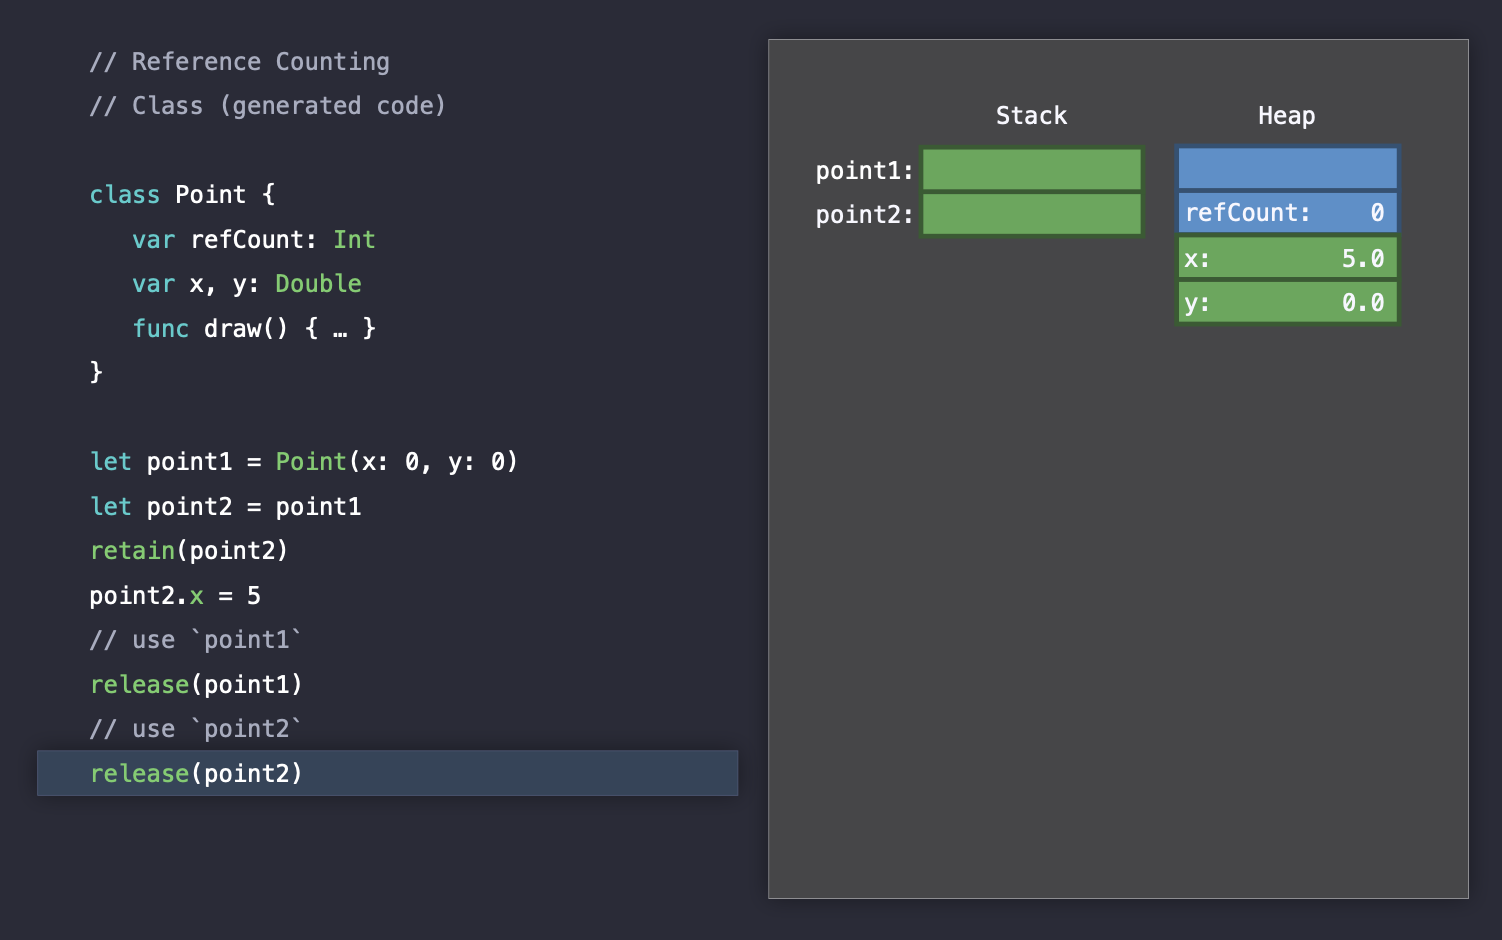 // Reference Counting
// Class (generated code)
class Point {
var refCount: Int
var x, y: Double
func draw() { … }
}
let point1 = Point(x: 0, y: 0)
let point2 = point1
retain(point2)
point2.x = 5
// use `point1`
release(point1)
// use `point2`
release(point2)
Stack
Heap
point1:
point2:
refCount: 0
x: 5.0
y: 0.0